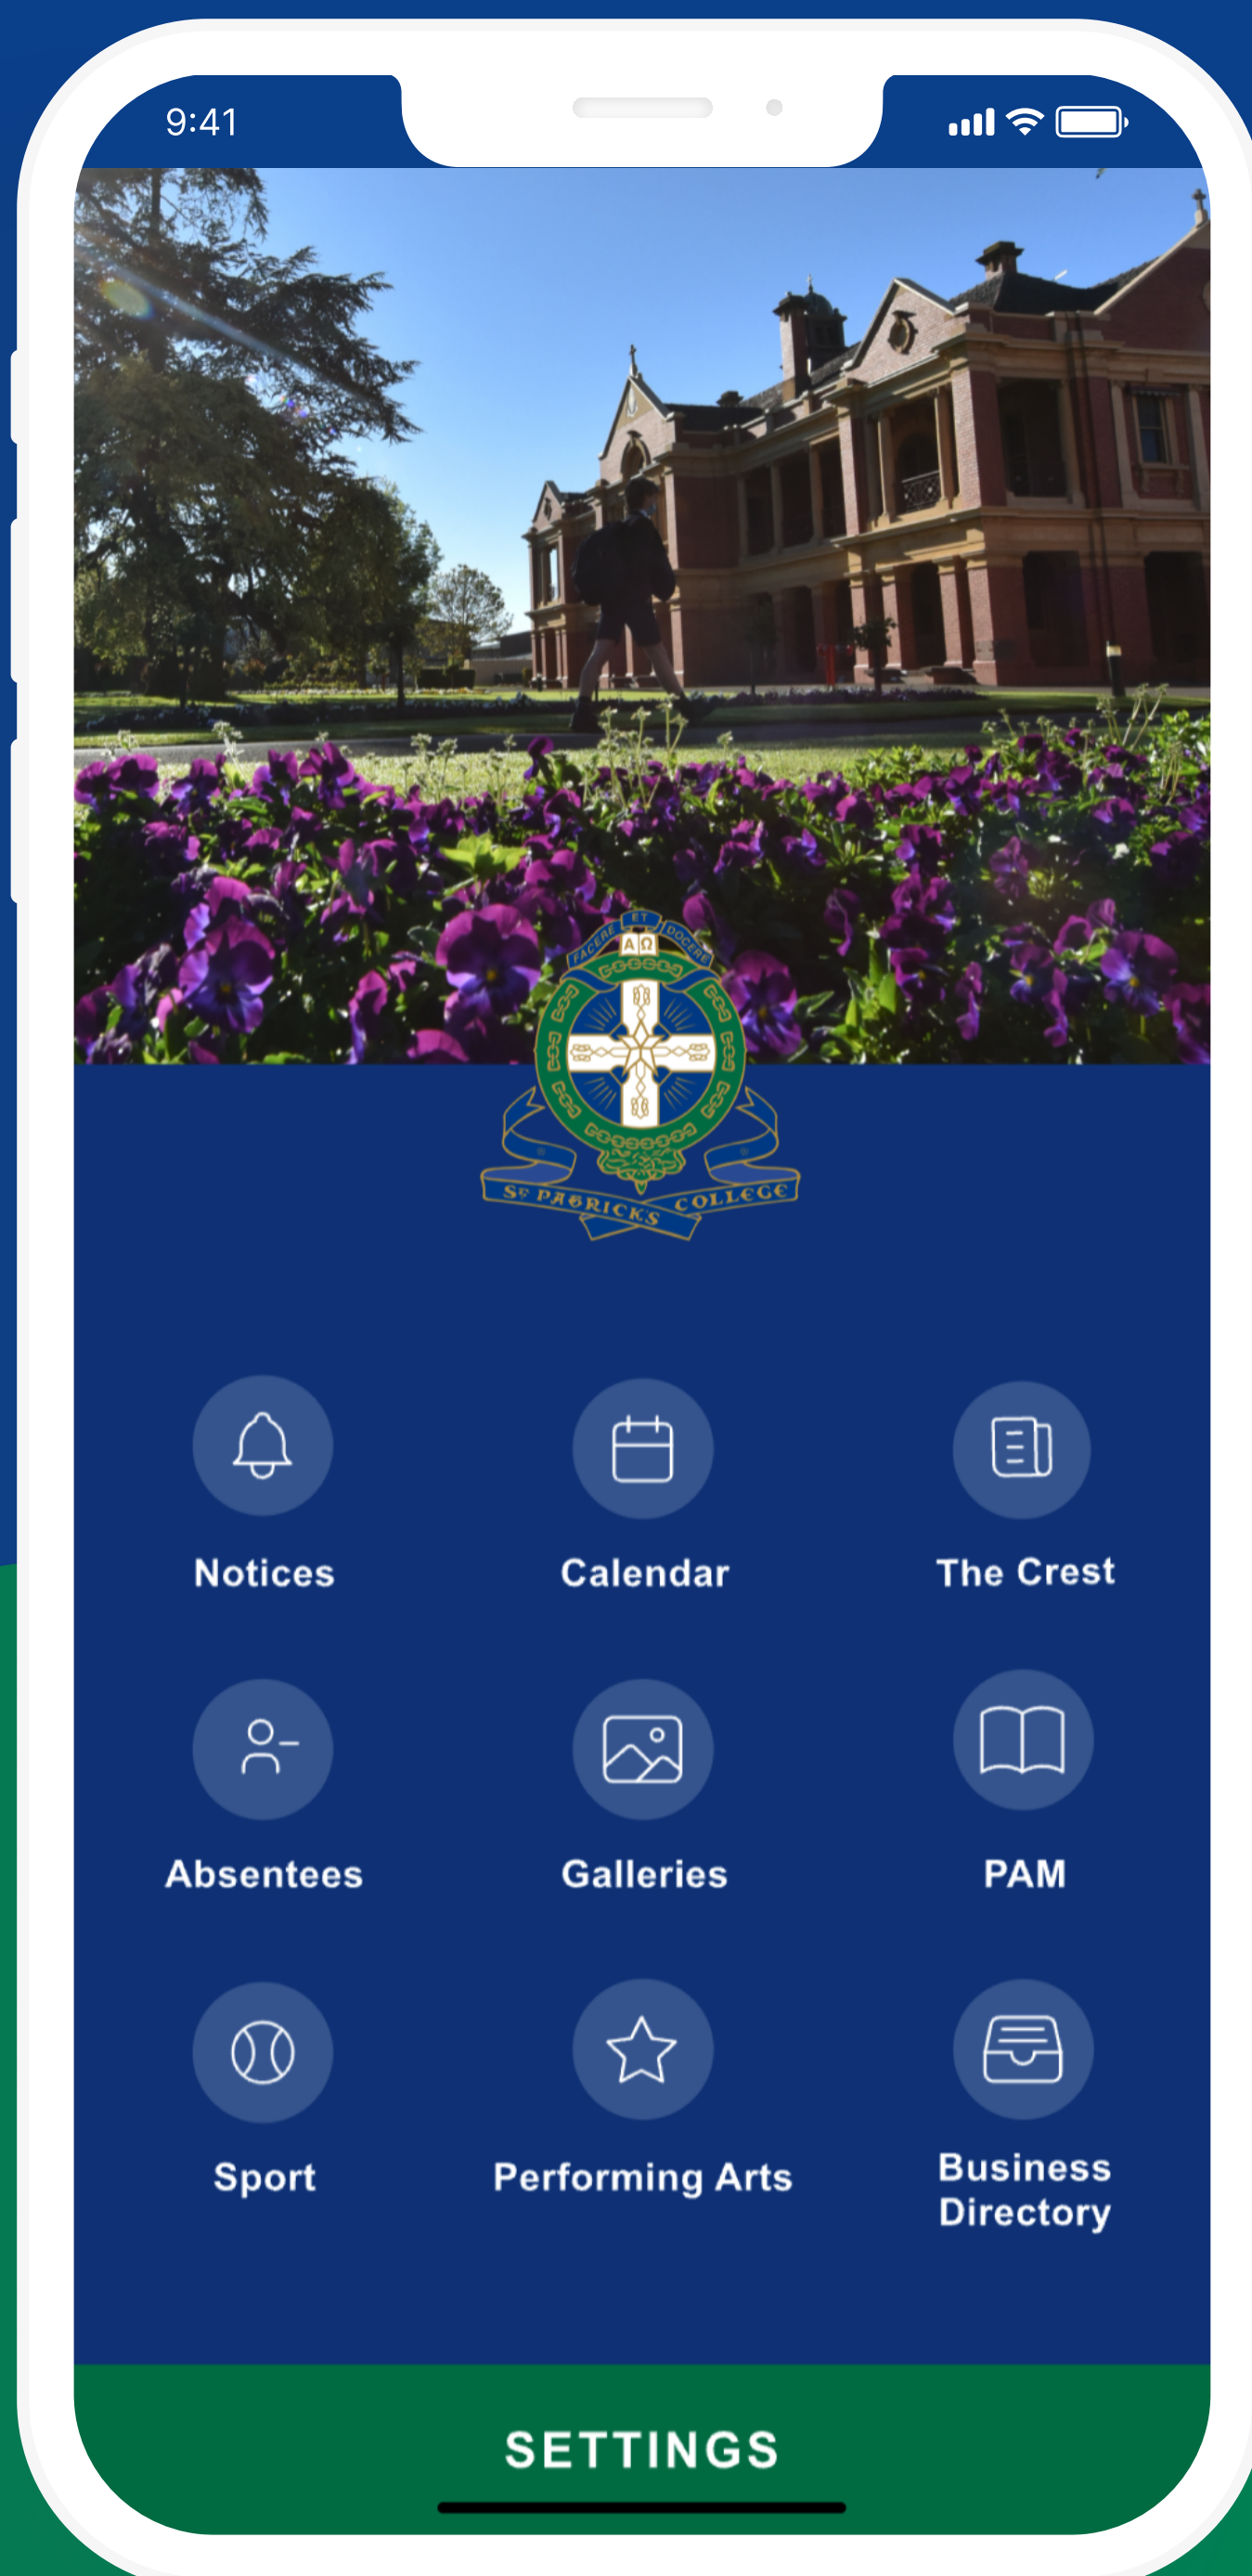 9:41
FACERE ET DOCERE
Α Ω
ST PATRICK'S COLLEGE
Notices
Calendar
The Crest
Absentees
Galleries
PAM
Sport
Performing Arts
Business
Directory
SETTINGS